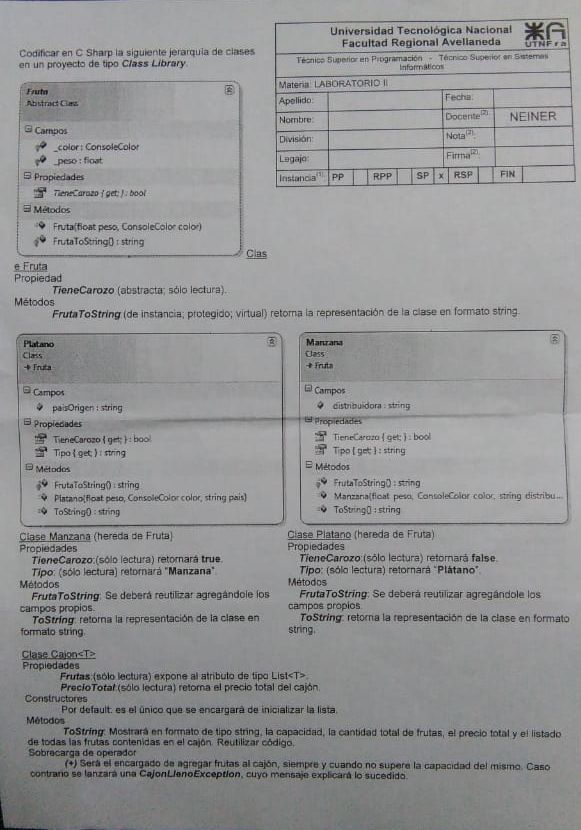 Codificar en C Sharp la siguiente jerarquía de clases
en un proyecto de tipo Class Library.
Universidad Tecnológica Nacional
Facultad Regional Avellaneda
UTNFra
Técnico Superior en Programación - Técnico Superior en Sistemas
Informáticos
Materia: LABORATORIO II
Apellido: Fecha:
Nombre: Docente(2): NEINER
División: Nota(2):
Legajo: Firma(2):
Instancia(1): PP RPP SP x RSP FIN
Fruta
Abstract Class
Campos
_color : ConsoleColor
_peso : float
Propiedades
TieneCarozo { get; } : bool
Métodos
Fruta(float peso, ConsoleColor color)
FrutaToString() : string
Clas
e Fruta
Propiedad
TieneCarozo (abstracta; sólo lectura).
Métodos
FrutaToString:(de instancia; protegido; virtual) retorna la representación de la clase en formato string.
Platano
Class
Fruta
Campos
paisOrigen : string
Propiedades
TieneCarozo { get; } : bool
Tipo { get; } : string
Métodos
FrutaToString() : string
Platano(float peso, ConsoleColor color, string pais)
ToString() : string
Manzana
Class
Fruta
Campos
distribuidora : string
Propiedades
TieneCarozo { get; } : bool
Tipo { get; } : string
Métodos
FrutaToString() : string
Manzana(float peso, ConsoleColor color, string distribu...
ToString() : string
Clase Manzana (hereda de Fruta)
Propiedades
TieneCarozo:(sólo lectura) retornará true.
Tipo: (sólo lectura) retornará "Manzana".
Métodos
FrutaToString: Se deberá reutilizar agregándole los
campos propios.
ToString: retorna la representación de la clase en
formato string.
Clase Platano (hereda de Fruta)
Propiedades
TieneCarozo:(sólo lectura) retornará false.
Tipo: (sólo lectura) retornará "Plátano".
Métodos
FrutaToString: Se deberá reutilizar agregándole los
campos propios.
ToString: retorna la representación de la clase en formato
string.
Clase Cajon<T>
Propiedades
Frutas:(sólo lectura) expone al atributo de tipo List<T>.
PrecioTotal:(sólo lectura) retorna el precio total del cajón.
Constructores
Por default: es el único que se encargará de inicializar la lista.
Métodos
ToString: Mostrará en formato de tipo string, la capacidad, la cantidad total de frutas, el precio total y el listado
de todas las frutas contenidas en el cajón. Reutilizar código.
Sobrecarga de operador
(+) Será el encargado de agregar frutas al cajón, siempre y cuando no supere la capacidad del mismo. Caso
contrario se lanzará una CajonLlenoException, cuyo mensaje explicará lo sucedido.